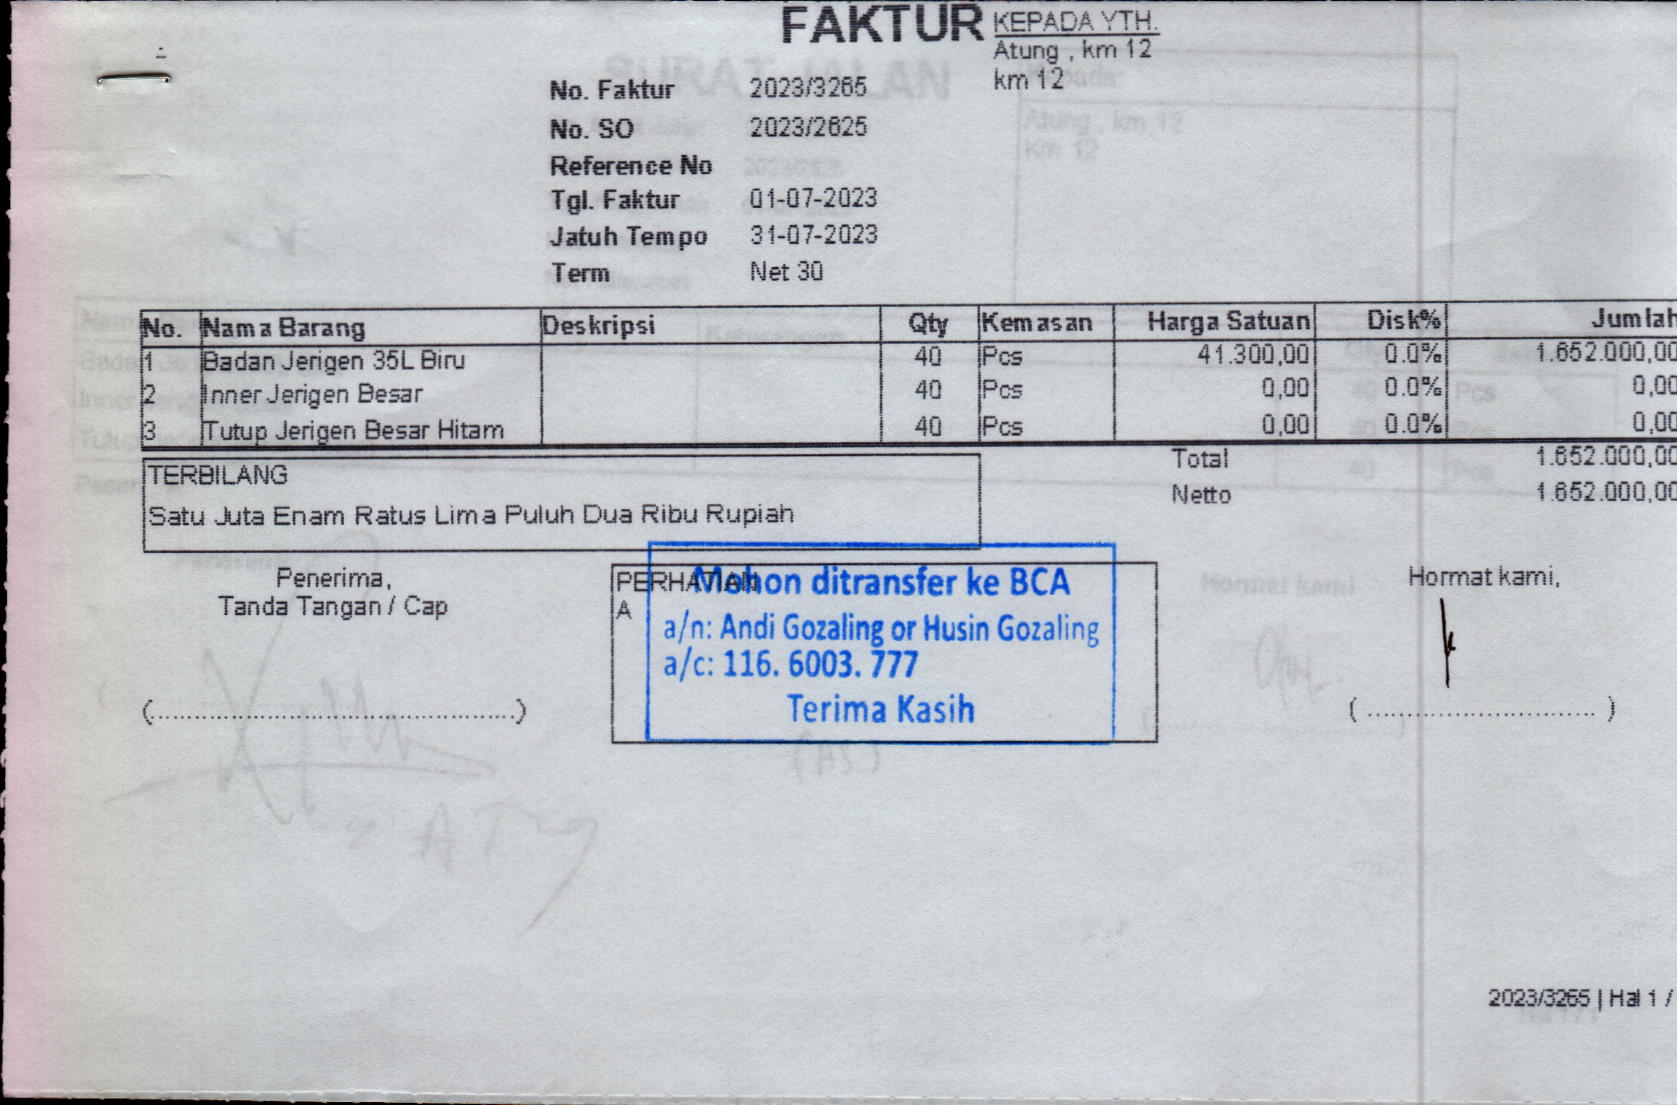 FAKTUR
KEPADA YTH.
Atung , km 12
km 12
No. Faktur 2023/3265
No. SO 2023/2625
Reference No
Tgl. Faktur 01-07-2023
Jatuh Tempo 31-07-2023
Term Net 30
No. Nama Barang Deskripsi Qty Kemasan Harga Satuan Disk% Jumlah
1 Badan Jerigen 35L Biru 40 Pcs 41.300,00 0.0% 1.652.000,00
2 Inner Jerigen Besar 40 Pcs 0,00 0.0% 0,00
3 Tutup Jerigen Besar Hitam 40 Pcs 0,00 0.0% 0,00
Total 1.652.000,00
Netto 1.652.000,00
TERBILANG
Satu Juta Enam Ratus Lima Puluh Dua Ribu Rupiah
Penerima,
Tanda Tangan / Cap
(....................................................)
PERHATIAN
A
Mohon ditransfer ke BCA
a/n: Andi Gozaling or Husin Gozaling
a/c: 116. 6003. 777
Terima Kasih
Hormat kami,
( ................................ )
2023/3265 | Hal 1 /